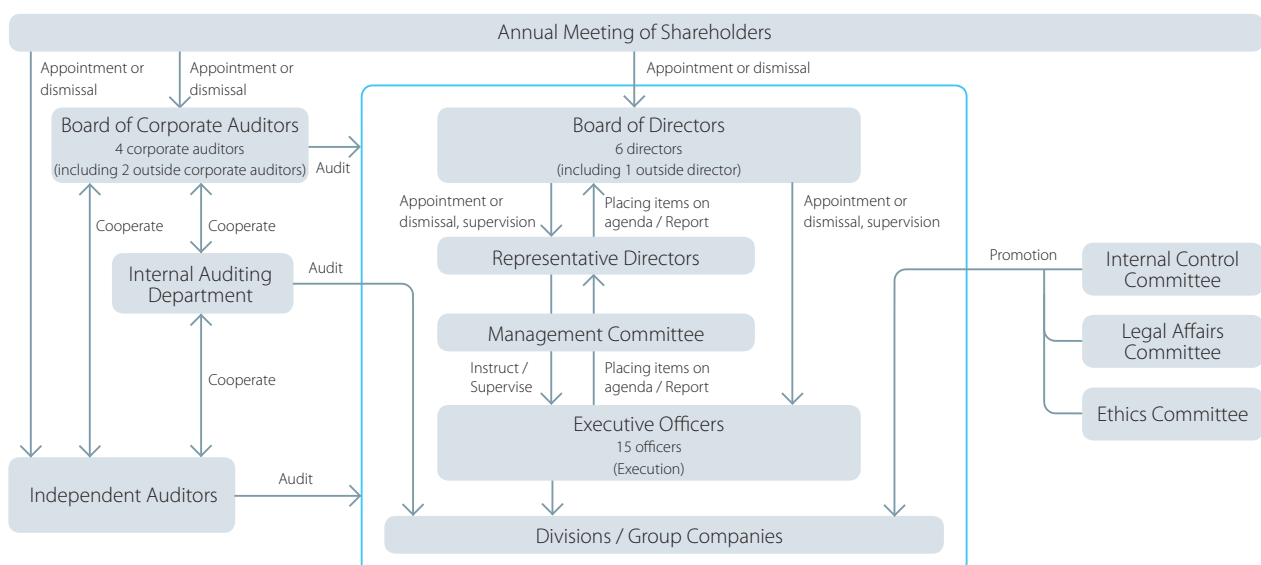 Annual Meeting of Shareholders
Appointment or
dismissal
Appointment or
dismissal
Appointment or dismissal
Board of Corporate Auditors
4 corporate auditors
(including 2 outside corporate auditors)
Audit
Board of Directors
6 directors
(including 1 outside director)
Cooperate
Cooperate
Appointment or
dismissal, supervision
Placing items on
agenda / Report
Appointment or
dismissal, supervision
Internal Auditing
Department
Audit
Representative Directors
Promotion
Internal Control
Committee
Management Committee
Legal Affairs
Committee
Cooperate
Instruct /
Supervise
Placing items on
agenda / Report
Executive Officers
15 officers
(Execution)
Ethics Committee
Independent Auditors
Audit
Divisions / Group Companies